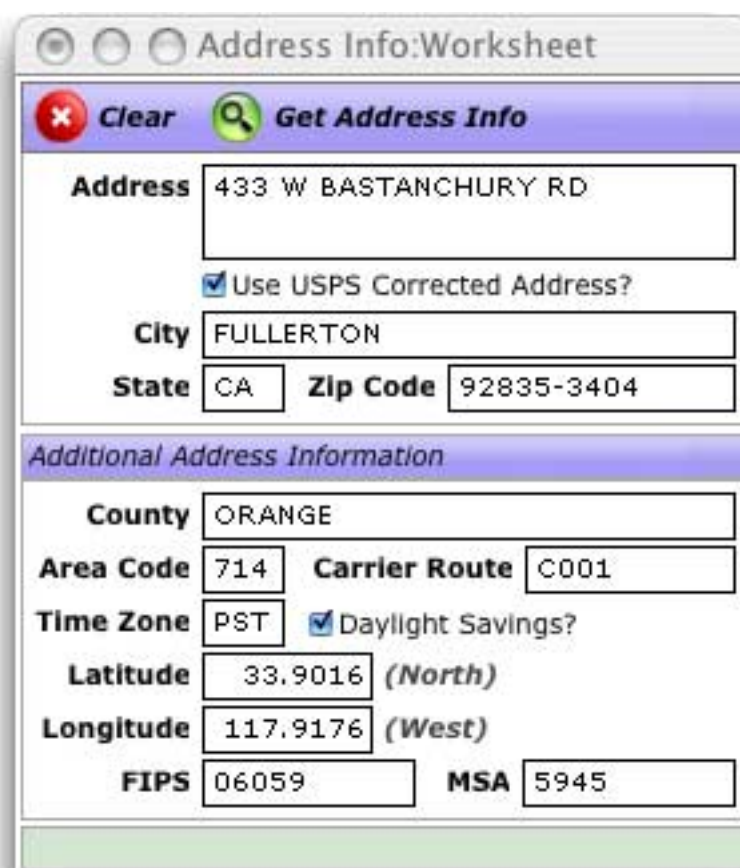 Address Info:Worksheet
Clear Get Address Info
Address 433 W BASTANCHURY RD
Use USPS Corrected Address?
City FULLERTON
State CA Zip Code 92835-3404
Additional Address Information
County ORANGE
Area Code 714 Carrier Route C001
Time Zone PST Daylight Savings?
Latitude 33.9016 (North)
Longitude 117.9176 (West)
FIPS 06059 MSA 5945